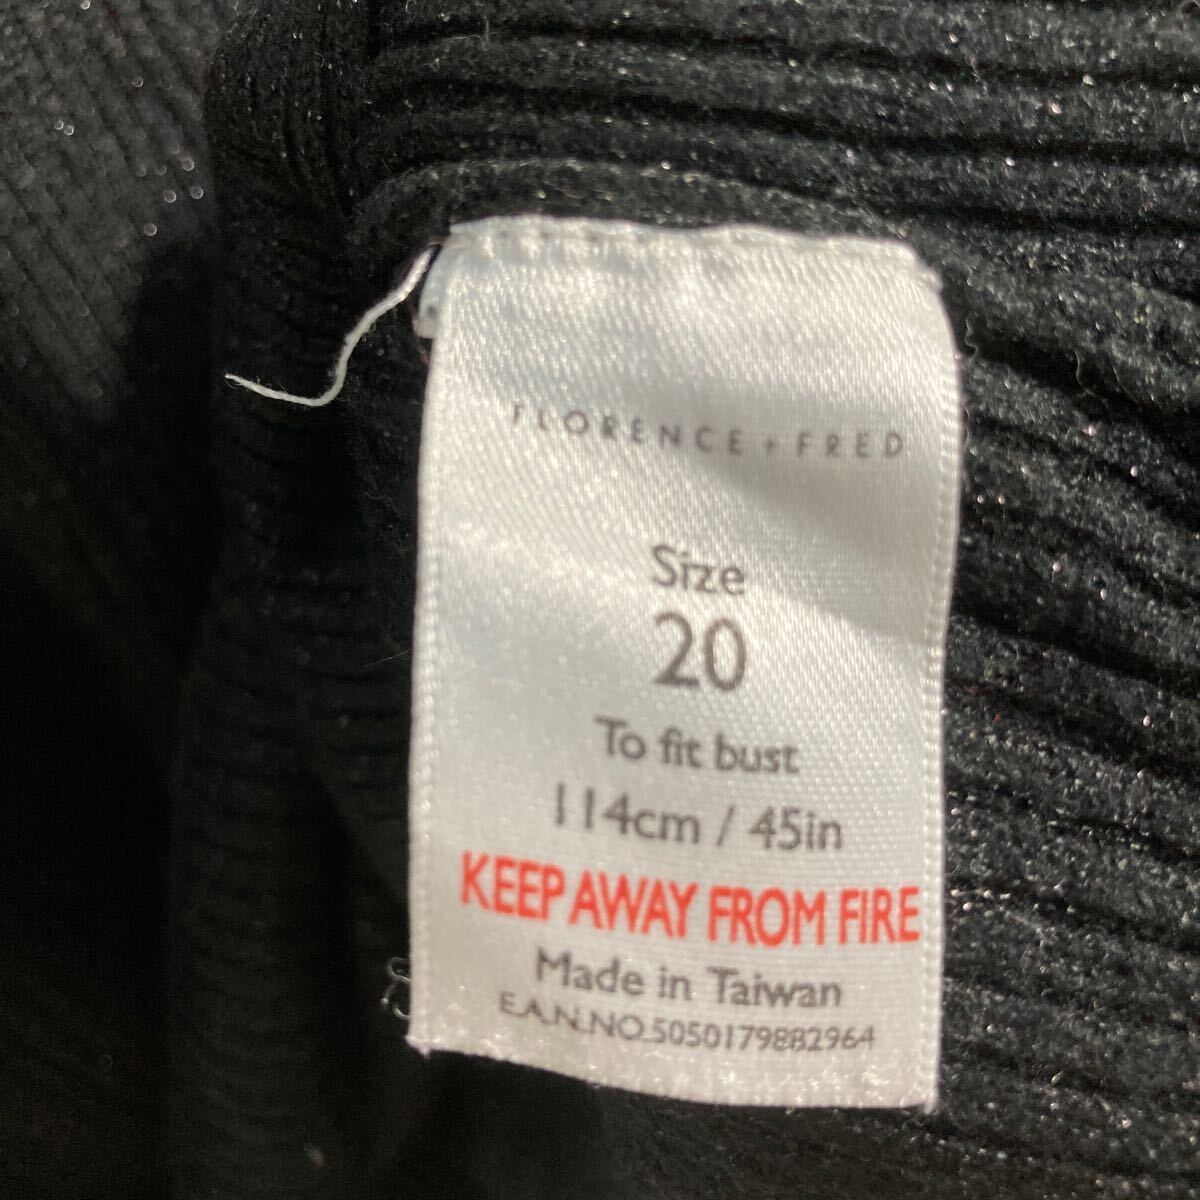 FLORENCE + FRED
Size
20
To fit bust
114cm / 45in
KEEP AWAY FROM FIRE
Made in Taiwan
E.A.N.NO.5050179882964